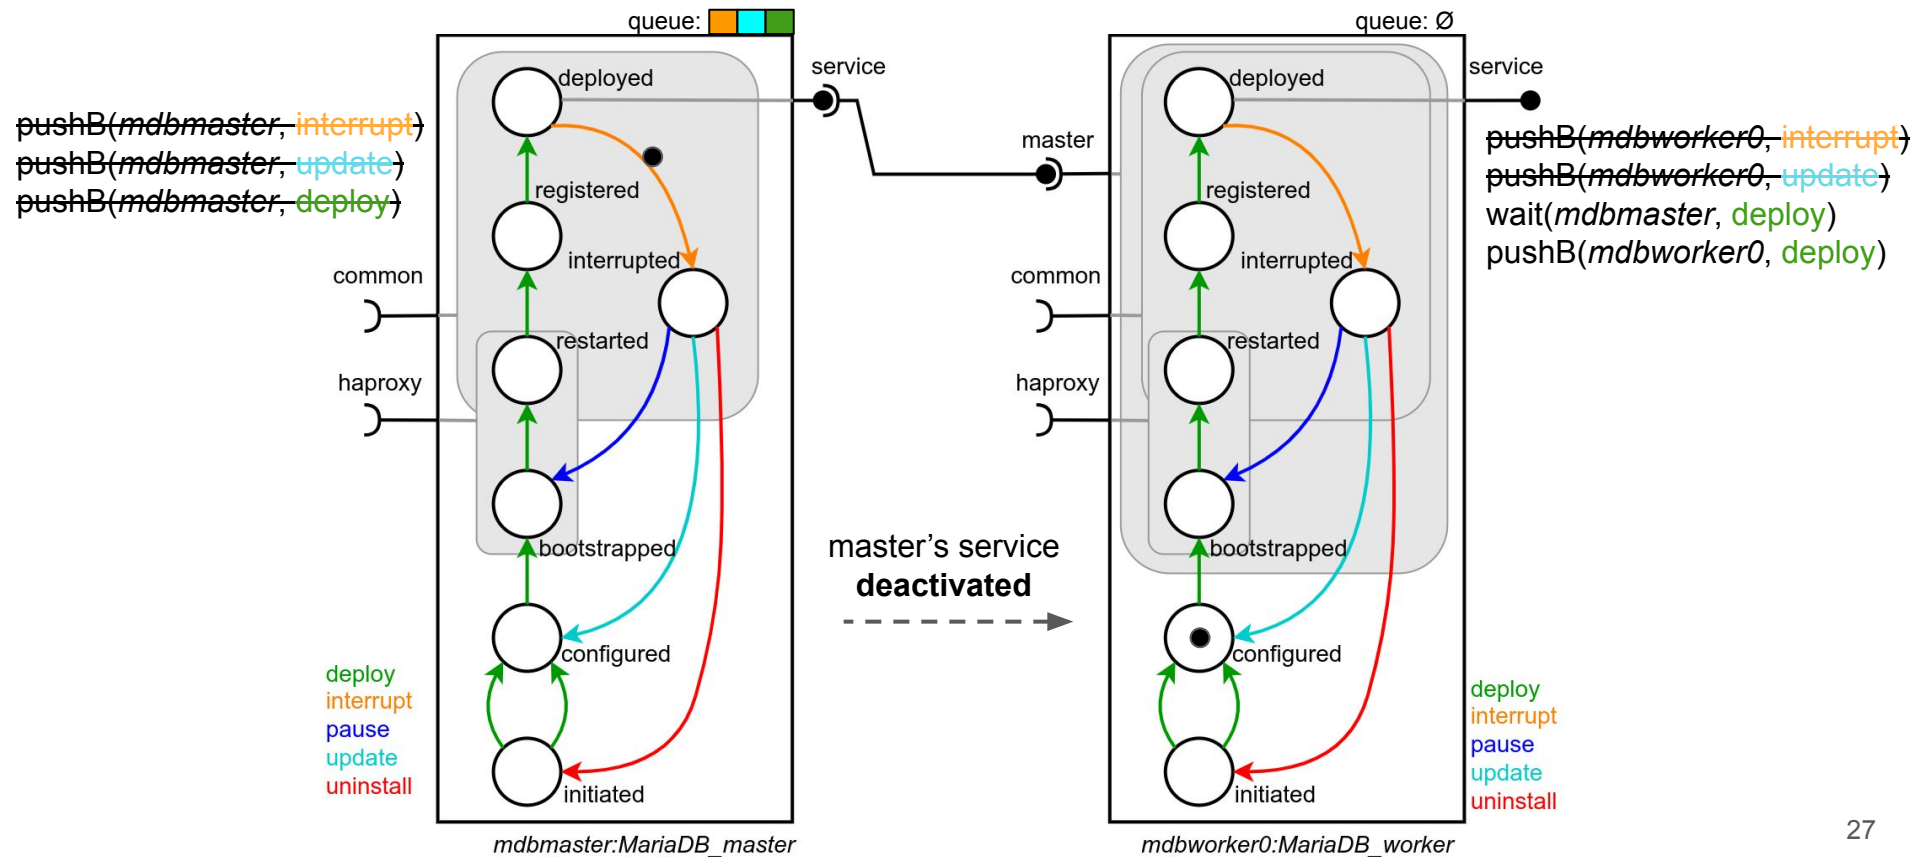 queue:
queue: Ø
service
service
deployed
deployed
pushB(mdbmaster, interrupt)
pushB(mdbmaster, update)
pushB(mdbmaster, deploy)
master
pushB(mdbworker0, interrupt)
pushB(mdbworker0, update)
wait(mdbmaster, deploy)
pushB(mdbworker0, deploy)
registered
registered
interrupted
interrupted
common
common
restarted
restarted
haproxy
haproxy
bootstrapped
bootstrapped
master's service
deactivated
configured
configured
deploy
interrupt
pause
update
uninstall
deploy
interrupt
pause
update
uninstall
initiated
initiated
mdbmaster:MariaDB_master
mdbworker0:MariaDB_worker
27